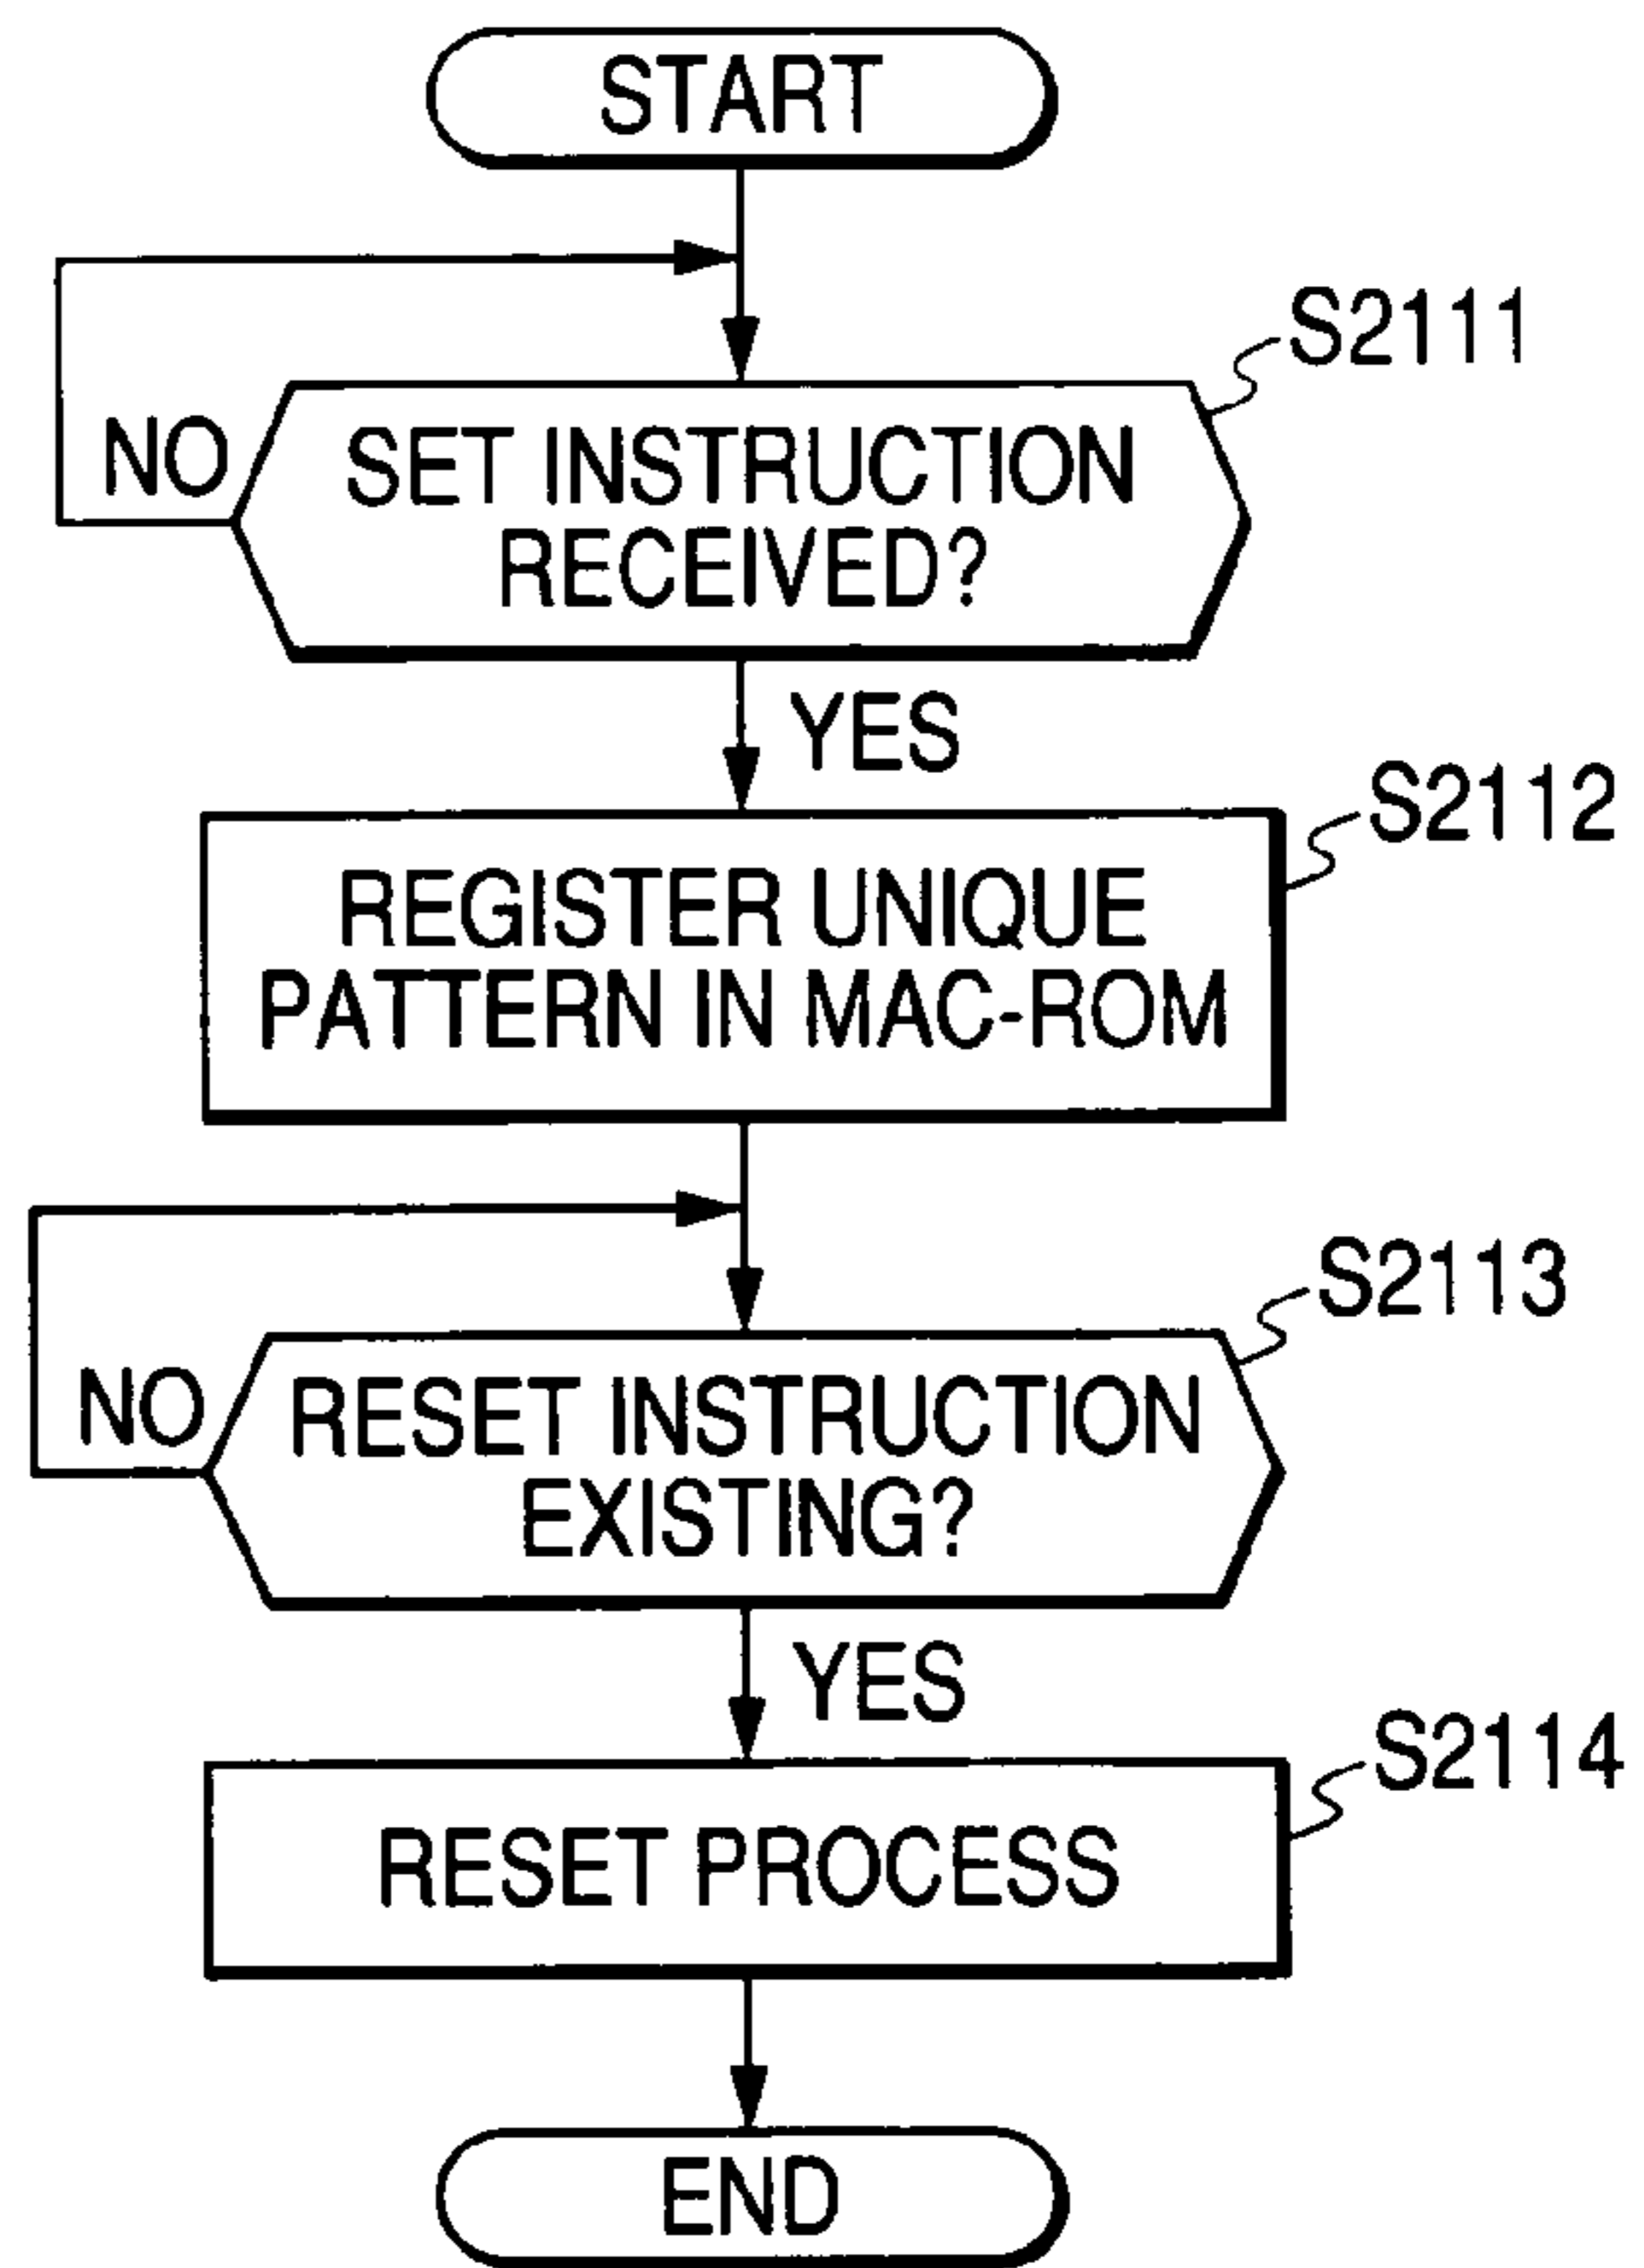 START
S2111
NO
SET INSTRUCTION
RECEIVED?
YES
S2112
REGISTER UNIQUE
PATTERN IN MAC-ROM
S2113
NO
RESET INSTRUCTION
EXISTING?
YES
S2114
RESET PROCESS
END